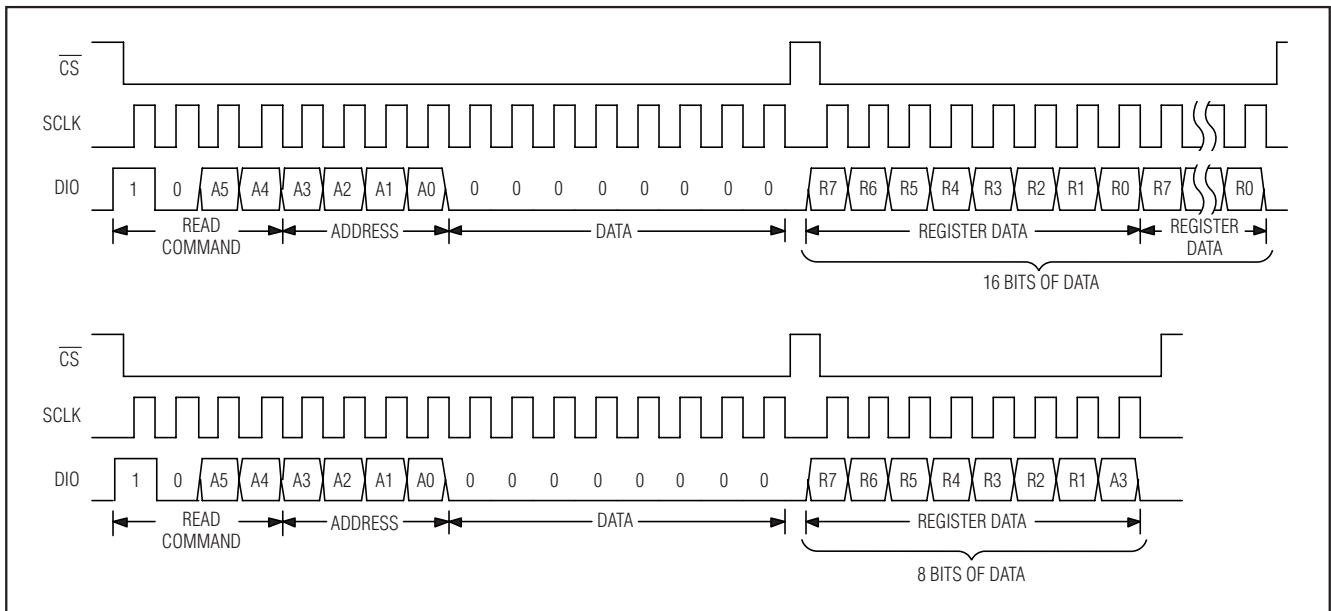 CS
SCLK
DIO 1 0 A5 A4 A3 A2 A1 A0 0 0 0 0 0 0 0 0 R7 R6 R5 R4 R3 R2 R1 R0 R7 R0
READ COMMAND ADDRESS DATA REGISTER DATA REGISTER DATA
16 BITS OF DATA
CS
SCLK
DIO 1 0 A5 A4 A3 A2 A1 A0 0 0 0 0 0 0 0 0 R7 R6 R5 R4 R3 R2 R1 A3
READ COMMAND ADDRESS DATA REGISTER DATA
8 BITS OF DATA